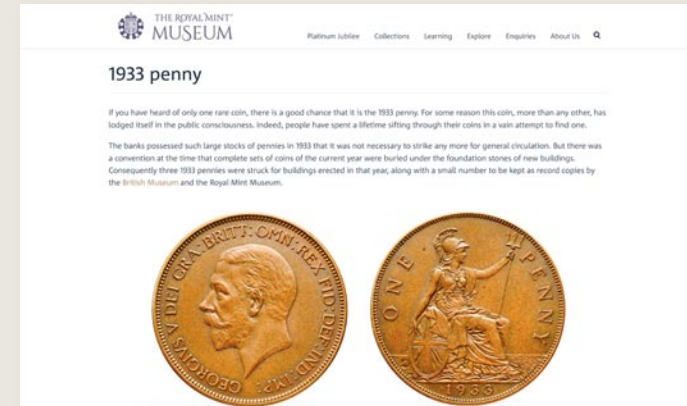 THE ROYAL MINT
MUSEUM
Platinum Jubilee Collections Learning Explore Enquiries About Us
1933 penny
If you have heard of only one rare coin, there is a good chance that it is the 1933 penny. For some reason this coin, more than any other, has
lodged itself in the public consciousness. Indeed, people have spent a lifetime sifting through their coins in a vain attempt to find one.
The banks possessed such large stocks of pennies in 1933 that it was not necessary to strike any more for general circulation. But there was
a convention at the time that complete sets of coins of the current year were buried under the foundation stones of new buildings.
Consequently three 1933 pennies were struck for buildings erected in that year, along with a small number to be kept as record copies by
the British Museum and the Royal Mint Museum.
GEORGIVS V DEI GRA: BRITT: OMN: REX FID: DEF: IND: IMP:
ONE PENNY
1933